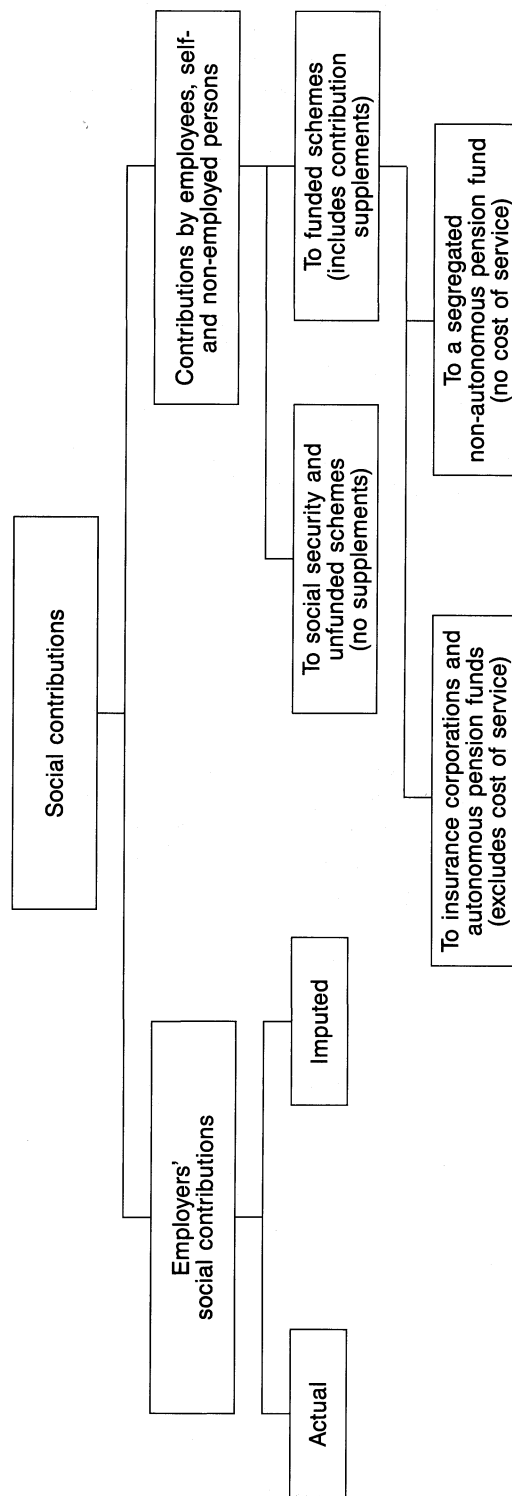 Social contributions
Employers'
social contributions
Contributions by employees, self-
and non-employed persons
Actual
Imputed
To social security and
unfunded schemes
(no supplements)
To funded schemes
(includes contribution
supplements)
To insurance corporations and
autonomous pension funds
(excludes cost of service)
To a segregated
non-autonomous pension fund
(no cost of service)